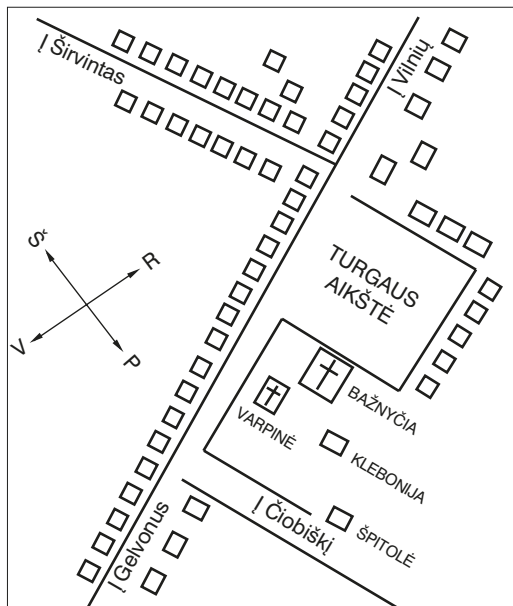 Į Širvintas
Į Vilnių
Š
R
V
P
TURGAUS
AIKŠTĖ
BAŽNYČIA
VARPINĖ
KLEBONIJA
Į Čiobiškį
ŠPITOLĖ
Į Gelvonus